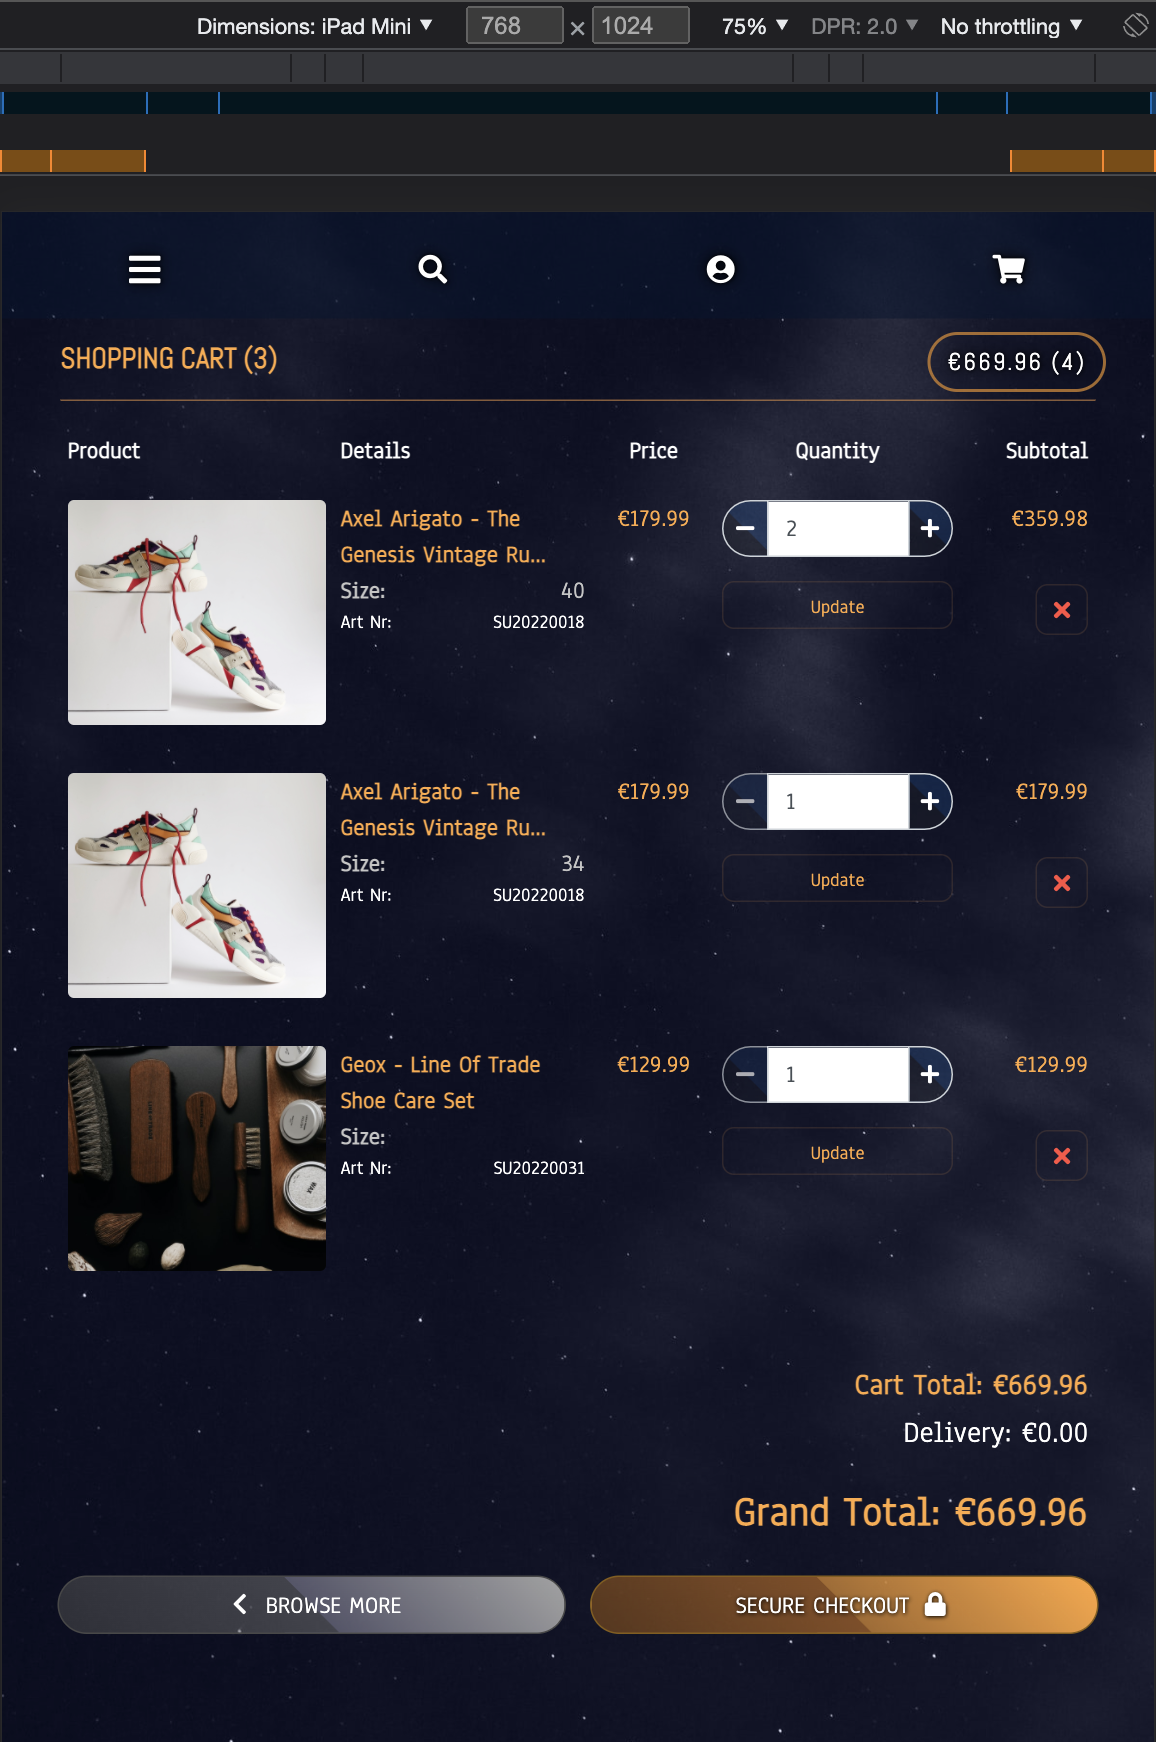 Dimensions: iPad Mini ▼ 768 × 1024 75% ▼ DPR: 2.0 ▼ No throttling ▼
SHOPPING CART (3)
€669.96 (4)
Product Details Price Quantity Subtotal
Axel Arigato - The €179.99 2 €359.98
Genesis Vintage Ru...
Size: 40
Update
Art Nr: SU20220018
Axel Arigato - The €179.99 1 €179.99
Genesis Vintage Ru...
Size: 34
Update
Art Nr: SU20220018
Geox - Line Of Trade €129.99 1 €129.99
Shoe Care Set
Size:
Update
Art Nr: SU20220031
Cart Total: €669.96
Delivery: €0.00
Grand Total: €669.96
BROWSE MORE SECURE CHECKOUT